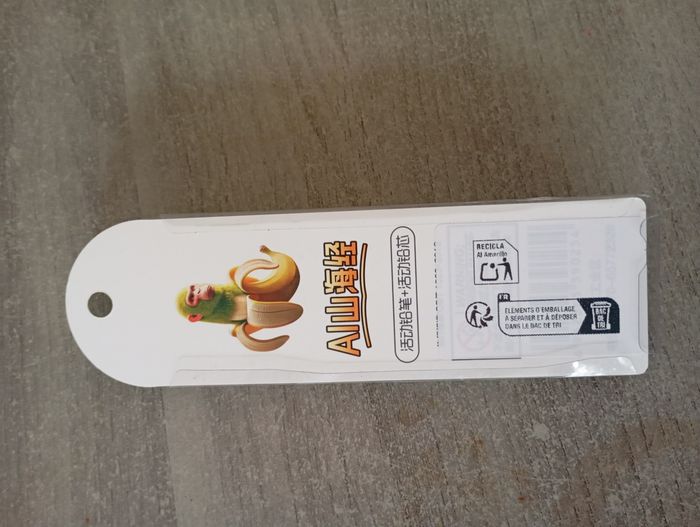 AI山海经
活动铅笔+活动铅芯
RECICLA
Al Amarillo
FR
ÉLÉMENTS D'EMBALLAGE
À SÉPARER ET À DÉPOSER
DANS LE BAC DE TRI
BAC
DE
TRI